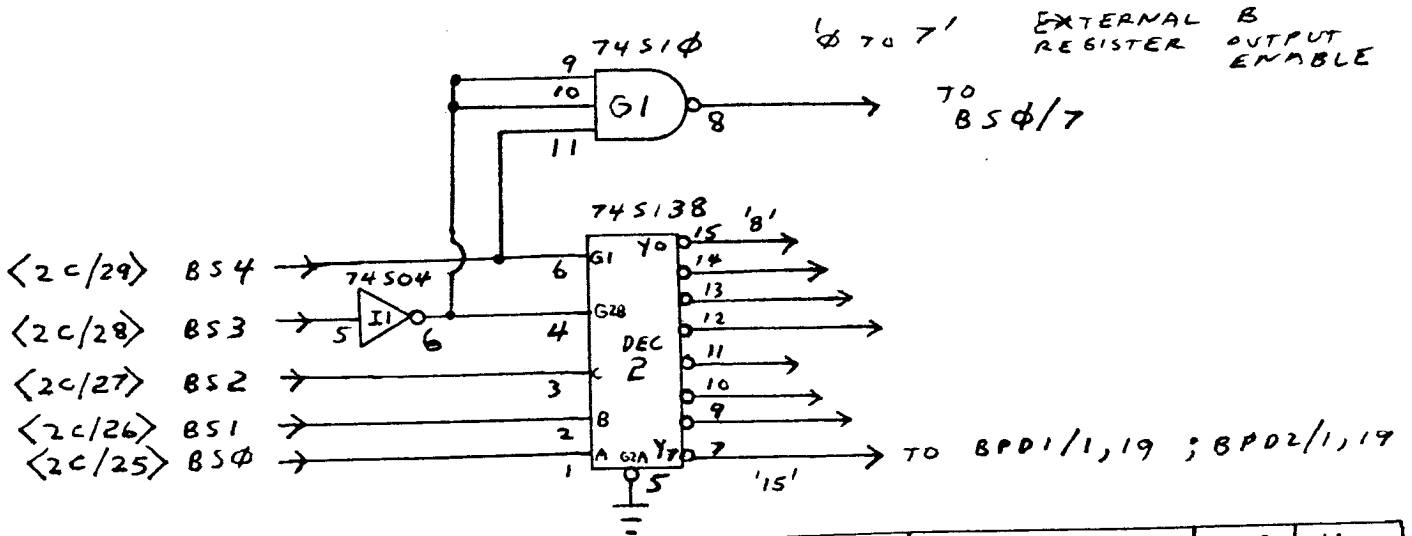 74S1φ 'φ TO 7' EXTERNAL B
REGISTER OUTPUT
ENABLE
9
10
11
G1
8
TO
BSφ/7
74S138 '8'
<2C/29> BS4
6 G1 Y0 15
74S04
14
13
<2C/28> BS3
5 I1 6
4 G2B
12
DEC
2
11
<2C/27> BS2
3 C
10
<2C/26> BS1
2 B
9
<2C/25> BSφ
1 A G2A Y7 7
TO BPD1/1,19 ; BPD2/1,19
5
'15'